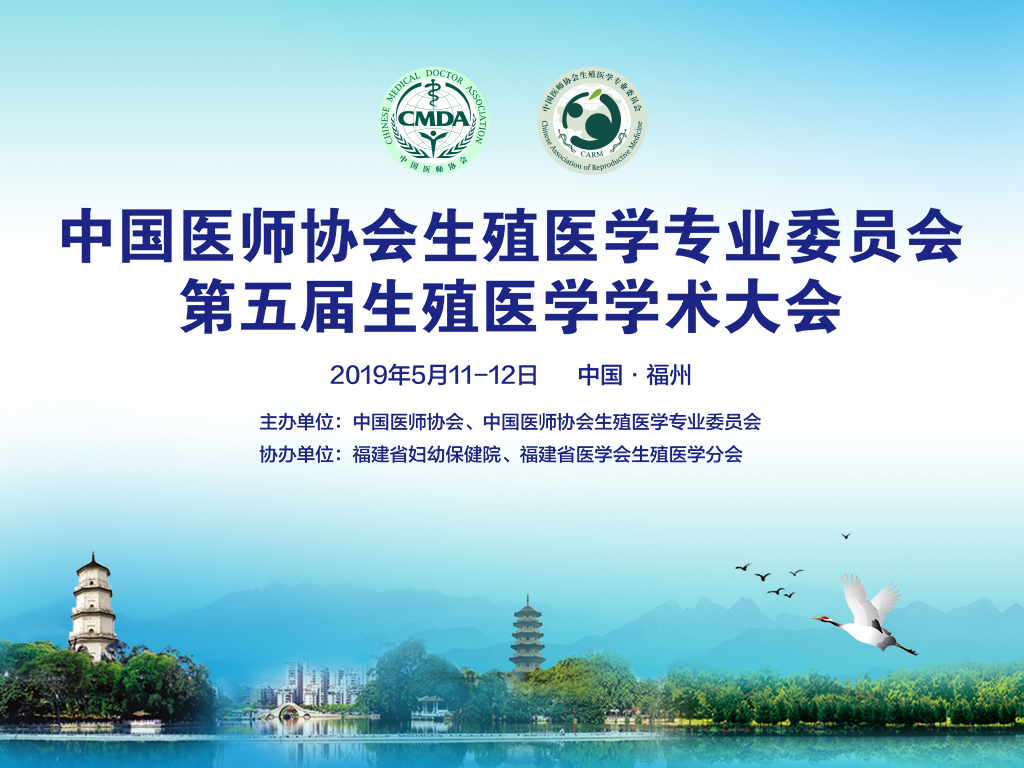 CHINESE MEDICAL DOCTOR ASSOCIATION
CMDA
中国医师协会
中国医师协会生殖医学专业委员会
Chinese Association of Reproductive Medicine
CARM
中国医师协会生殖医学专业委员会
第五届生殖医学学术大会
2019年5月11-12日 中国·福州
主办单位：中国医师协会、中国医师协会生殖医学专业委员会
协办单位：福建省妇幼保健院、福建省医学会生殖医学分会